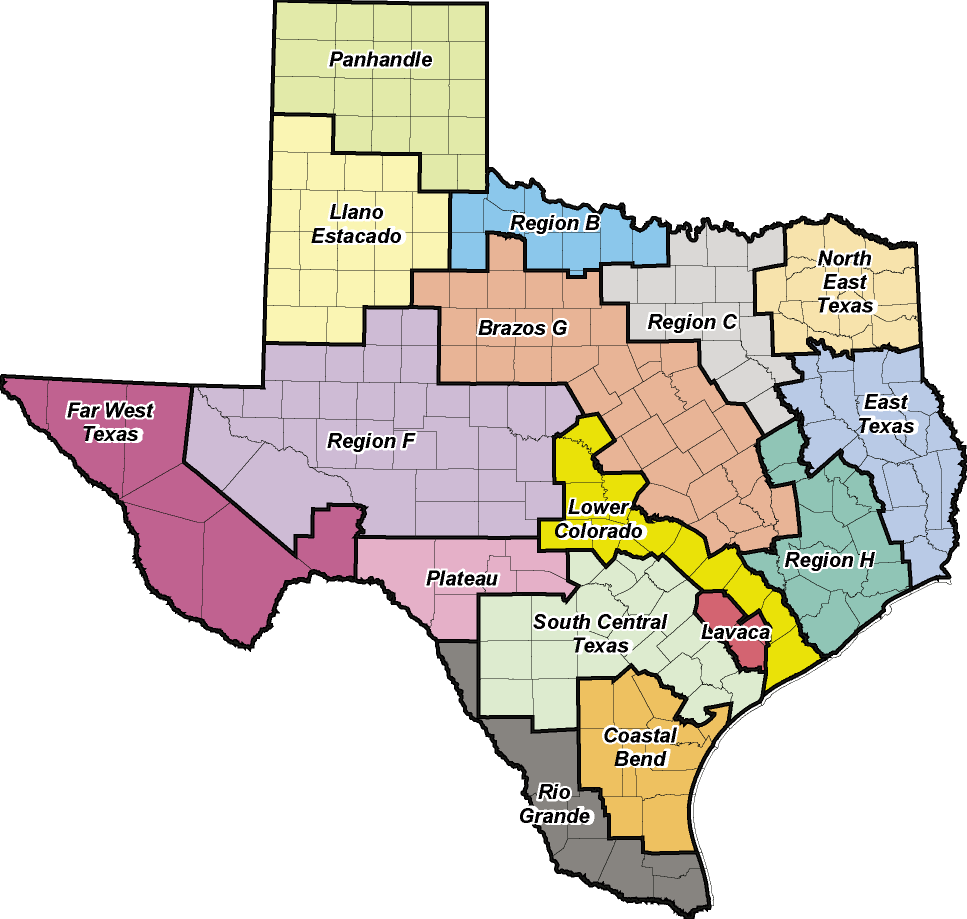 Panhandle
Llano
Estacado
Region B
North
East
Texas
Brazos G
Region C
Far West
Texas
Region F
East
Texas
Lower
Colorado
Region H
Plateau
South Central
Texas
Lavaca
Coastal
Bend
Rio
Grande